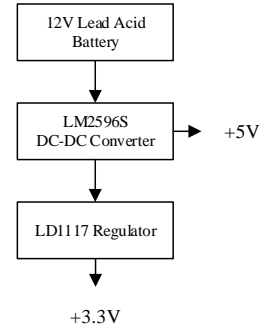 12V Lead Acid
Battery
LM2596S
DC-DC Converter
+5V
LD1117 Regulator
+3.3V